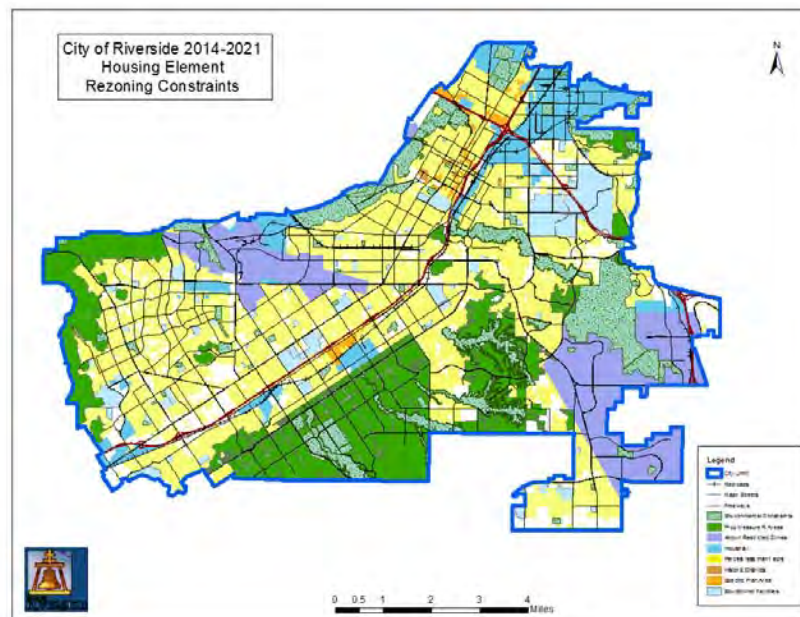 City of Riverside 2014-2021
Housing Element
Rezoning Constraints
N
Legend
City Limit
Railroads
Major Streets
Freeways
Environmental Constraints
Airport Restricted Zones
Industrial
Historic Districts
Specific Plan Area
Educational Facilities
0 0.5 1 2 3 4
Miles